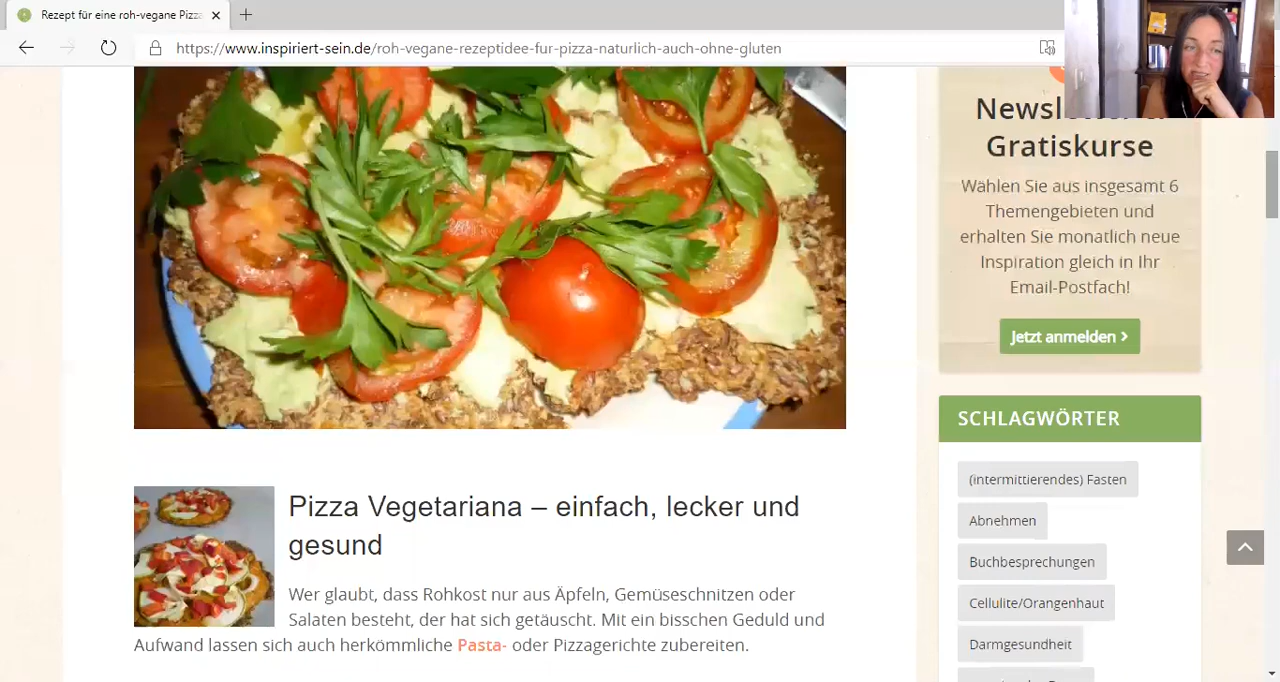 Rezept für eine roh-vegane Pizza
https://www.inspiriert-sein.de/roh-vegane-rezeptidee-fur-pizza-naturlich-auch-ohne-gluten
Gratiskurse
Wählen Sie aus insgesamt 6
Themengebieten und
erhalten Sie monatlich neue
Inspiration gleich in Ihr
Email-Postfach!
Jetzt anmelden
SCHLAGWÖRTER
(intermittierendes) Fasten
Abnehmen
Buchbesprechungen
Cellulite/Orangenhaut
Darmgesundheit
Pizza Vegetariana – einfach, lecker und
gesund
Wer glaubt, dass Rohkost nur aus Äpfeln, Gemüseschnitzen oder
Salaten besteht, der hat sich getäuscht. Mit ein bisschen Geduld und
Aufwand lassen sich auch herkömmliche Pasta- oder Pizzagerichte zubereiten.